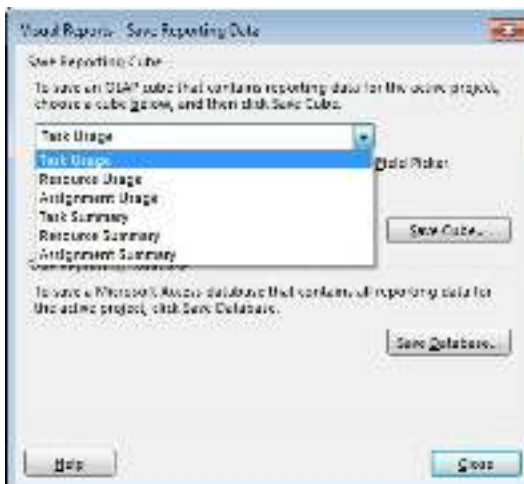 Visual Reports - Save Reporting Data
Save Reporting Cube
To save an OLAP cube that contains reporting data for the active project,
choose a cube below, and then click Save Cube.
Task Usage
Task Usage
Field Picker
Resource Usage
Assignment Usage
Task Summary
Resource Summary
Save Cube...
Assignment Summary
To save a Microsoft Access database that contains all reporting data for
the active project, click Save Database.
Save Database...
Help
Close